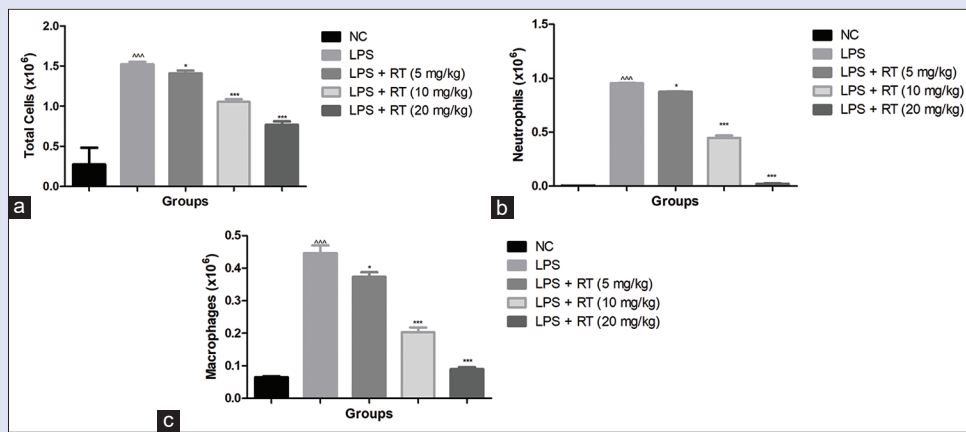 2.0
1.5
1.0
0.5
0.0
Total Cells (x10⁶)
^^^
*
***
***
Groups
NC
LPS
LPS + RT (5 mg/kg)
LPS + RT (10 mg/kg)
LPS + RT (20 mg/kg)
a
1.5
1.0
0.5
0.0
Neutrophils (x10⁶)
^^^
*
***
***
Groups
NC
LPS
LPS + RT (5 mg/kg)
LPS + RT (10 mg/kg)
LPS + RT (20 mg/kg)
b
0.5
0.4
0.3
0.2
0.1
0.0
Macrophages (x10⁶)
^^^
*
***
***
Groups
NC
LPS
LPS + RT (5 mg/kg)
LPS + RT (10 mg/kg)
LPS + RT (20 mg/kg)
c